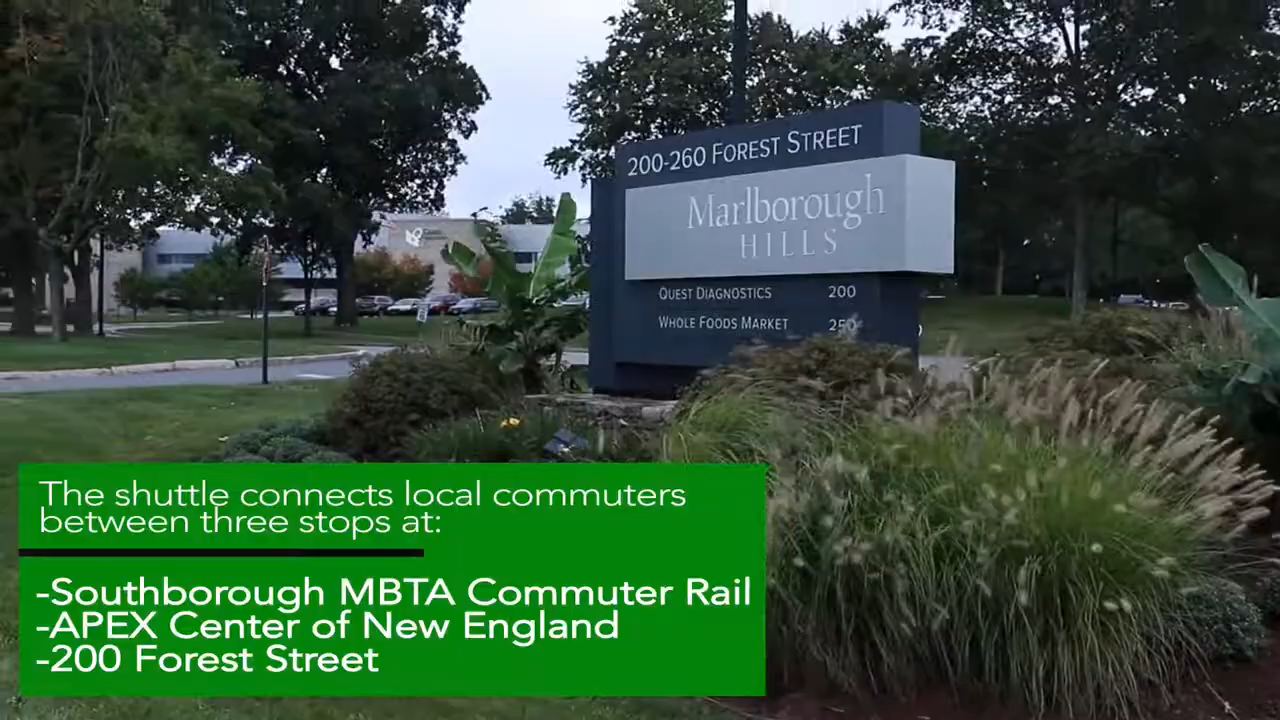 200-260 FOREST STREET
Marlborough
HILLS
QUEST DIAGNOSTICS 200
WHOLE FOODS MARKET 250
The shuttle connects local commuters
between three stops at:
-Southborough MBTA Commuter Rail
-APEX Center of New England
-200 Forest Street